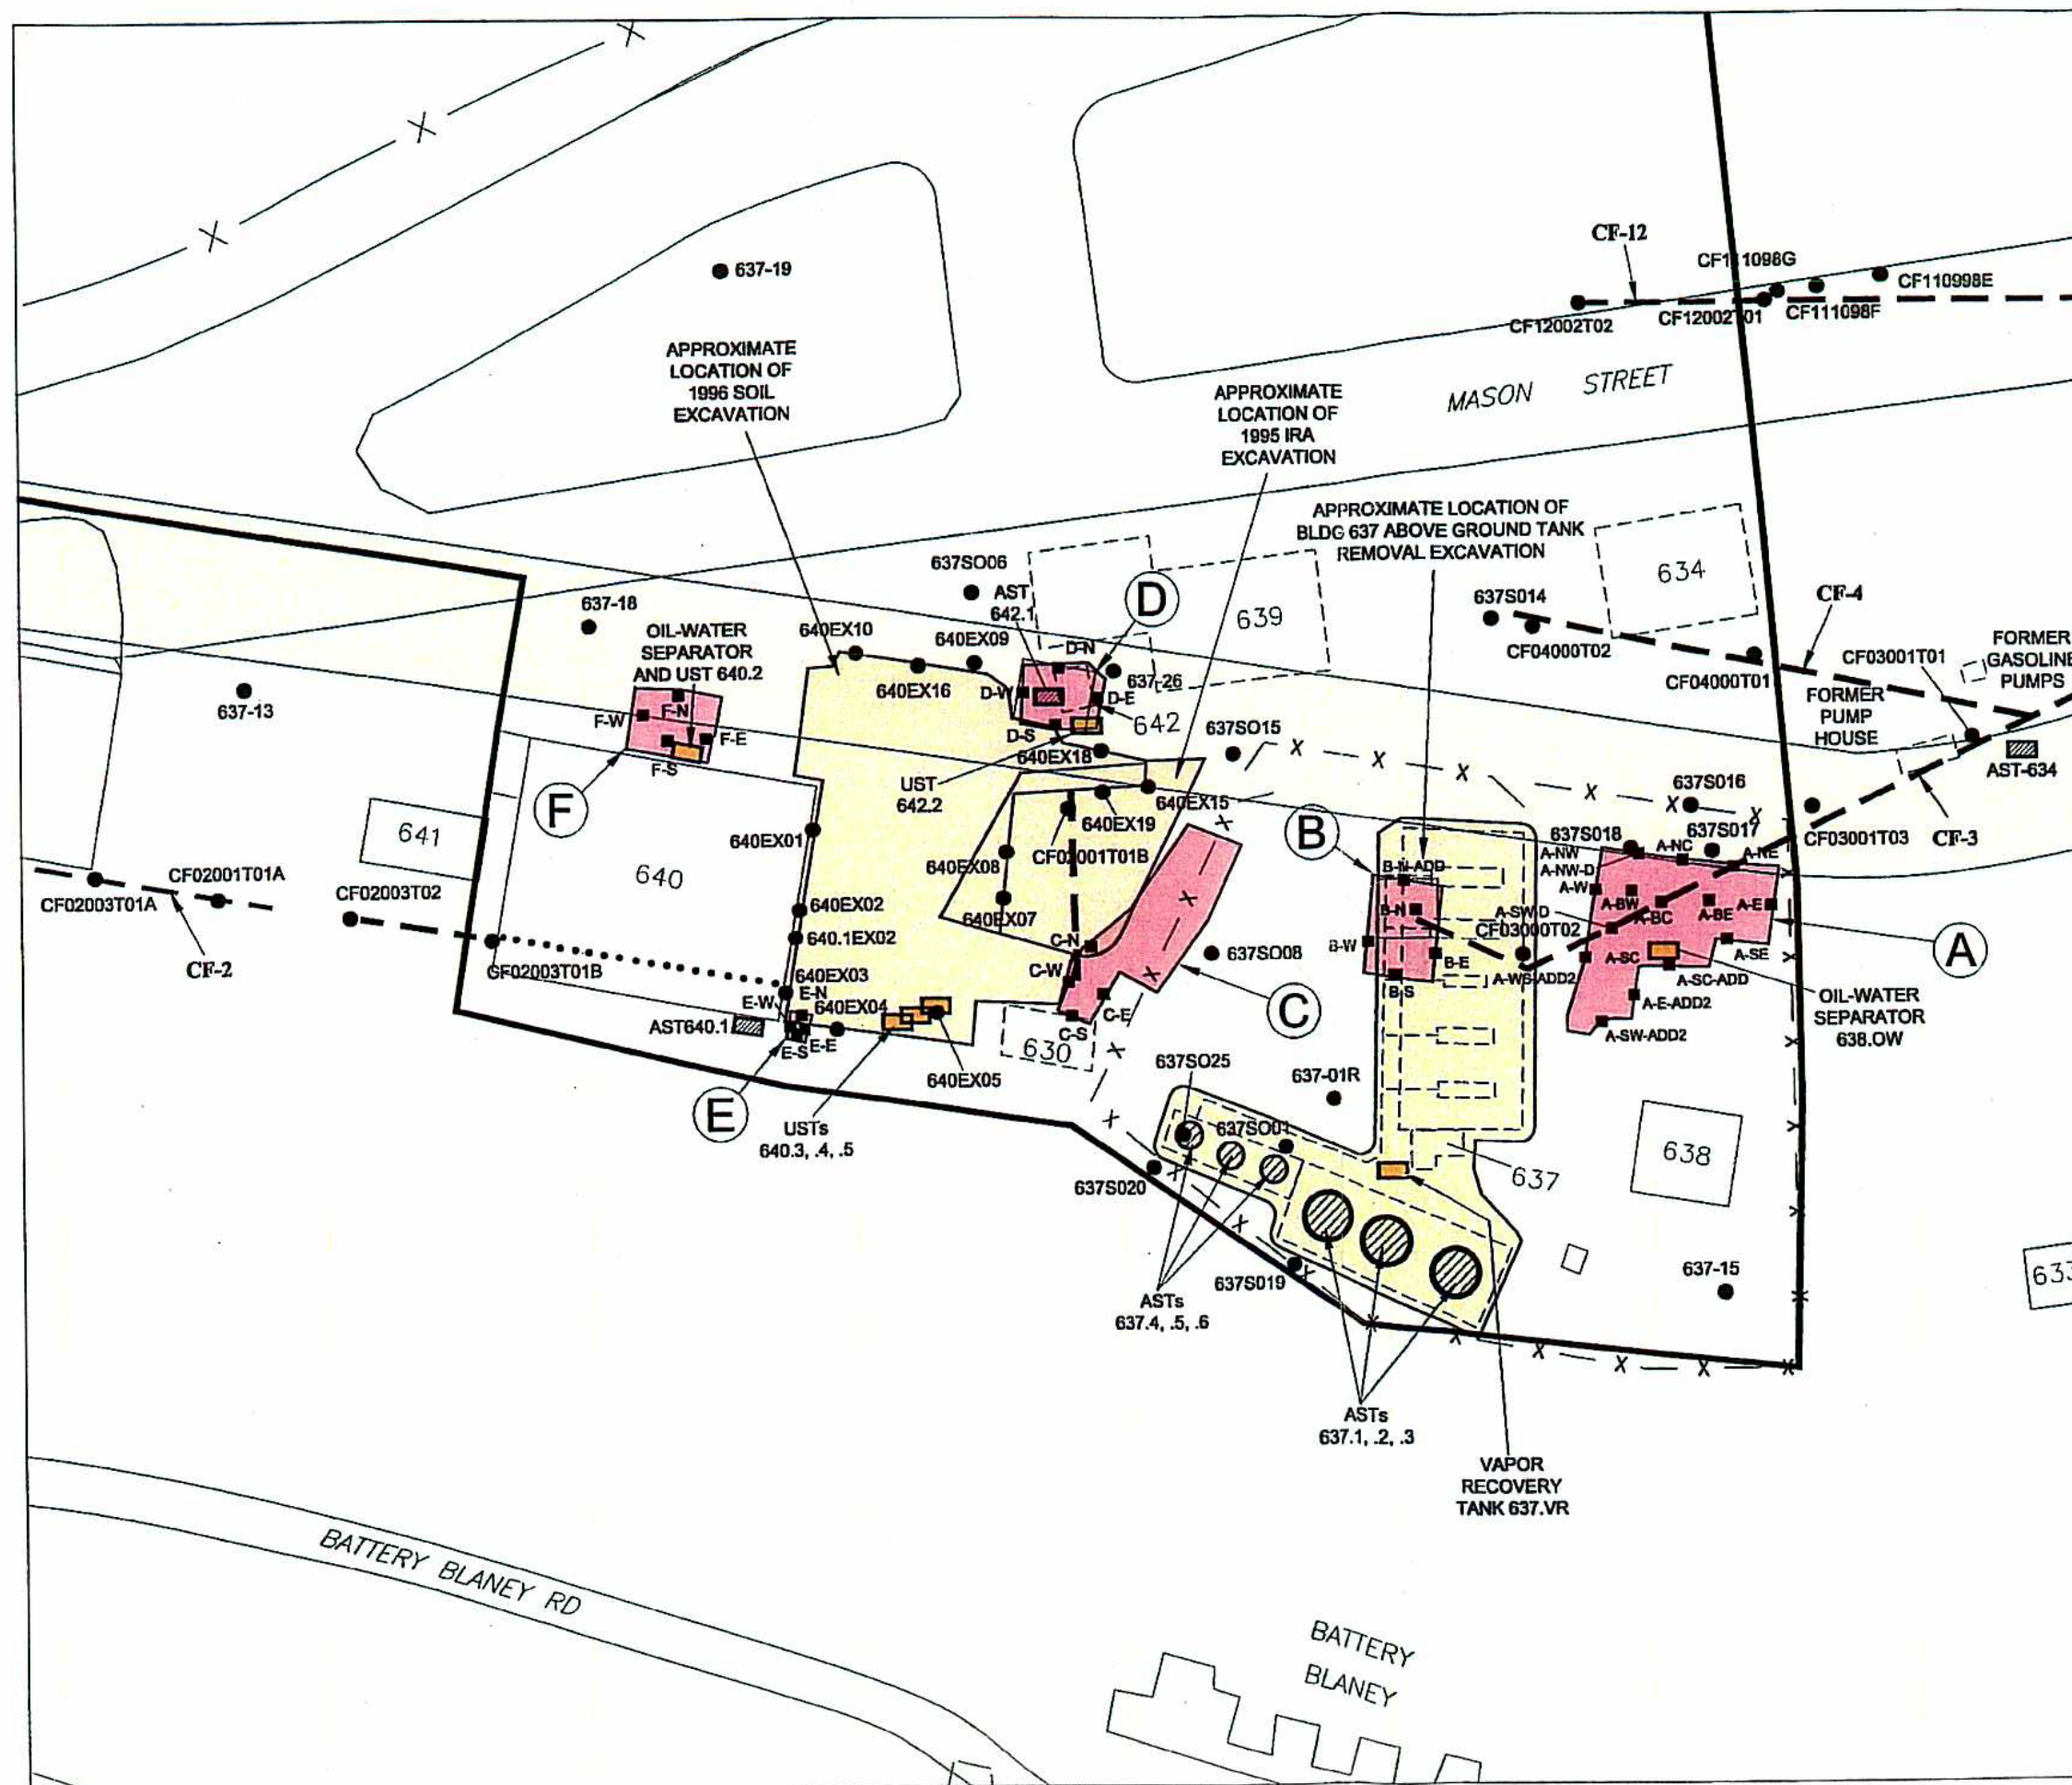 637-19
CF-12
CF111098G
CF110998E
CF12002T02
CF12002T01
CF111098F
MASON STREET
APPROXIMATE
LOCATION OF
1996 SOIL
EXCAVATION
APPROXIMATE
LOCATION OF
1995 IRA
EXCAVATION
APPROXIMATE LOCATION OF
BLDG 637 ABOVE GROUND TANK
REMOVAL EXCAVATION
634
637SO06
AST
642.1
D
639
637S014
CF-4
CF04000T02
CF04000T01
CF03001T01
FORMER
GASOLINE
PUMPS
FORMER
PUMP
HOUSE
AST-634
637-18
OIL-WATER
SEPARATOR
AND UST 640.2
640EX10
640EX09
640EX16
D-N
D-W
D-E
D-S
637-26
642
637-13
F-W
F-N
F-E
F-S
F
640EX18
UST
642.2
637SO15
640EX15
640EX19
637S016
CF03001T03
CF-3
641
640
640EX01
640EX08
640EX07
B
B-N-ADD
B-N
B-W
B-E
B-S
637S018
637S017
A-NW
A-NC
A-NE
A-NW-D
A-W
A-BW
A-BC
A-BE
A-E
A-SW-D
CF03000T02
A-SC
A-SE
A-SC-ADD
A-WS-ADD2
A-E-ADD2
A-SW-ADD2
A
OIL-WATER
SEPARATOR
638.OW
CF02003T01A
CF02001T01A
CF02003T02
CF-2
640EX02
640.1EX02
640EX03
E-W
E-N
640EX04
AST640.1
E-S
E-E
E
640EX05
USTs
640.3, .4, .5
C-N
C-W
C-E
C-S
C
637SO08
630
637SO25
637-01R
637SO01
637S020
637S019
637
638
637-15
ASTs
637.4, .5, .6
ASTs
637.1, .2, .3
VAPOR
RECOVERY
TANK 637.VR
BATTERY BLANEY RD
BATTERY
BLANEY